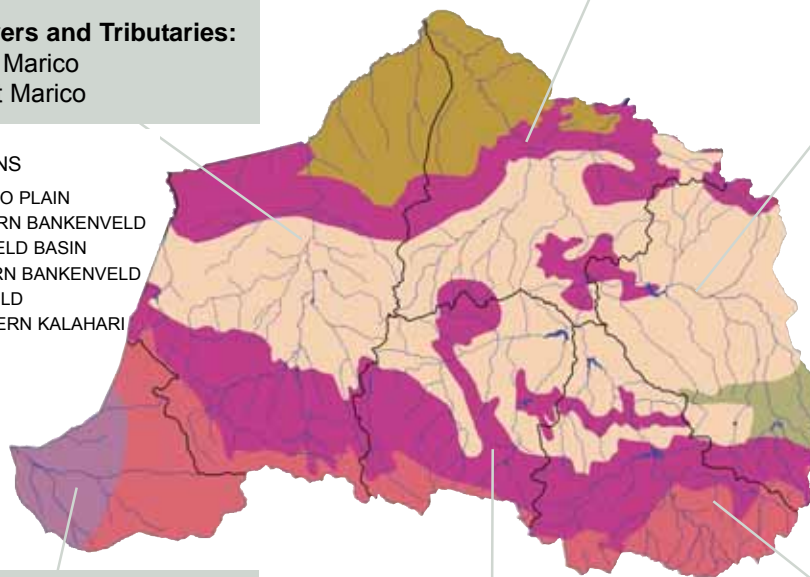 ers and Tributaries:
Marico
: Marico
NS
O PLAIN
RN BANKENVELD
ELD BASIN
RN BANKENVELD
LD
ERN KALAHARI